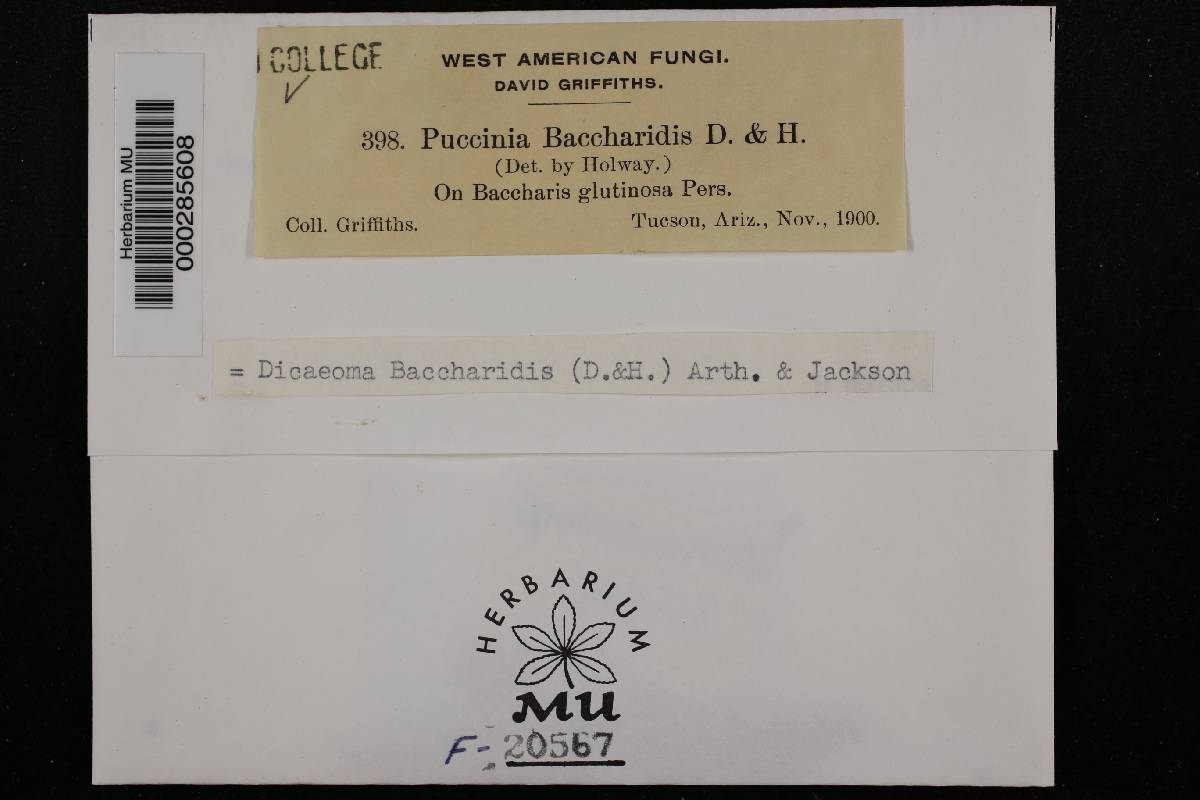 COLLEGE
WEST AMERICAN FUNGI.
DAVID GRIFFITHS.
398. Puccinia Baccharidis D. & H.
(Det. by Holway.)
On Baccharis glutinosa Pers.
Coll. Griffiths. Tucson, Ariz., Nov., 1900.
Herbarium MU
000285608
= Dicaeoma Baccharidis (D.&H.) Arth. & Jackson
HERBARIUM
MU
F-20567